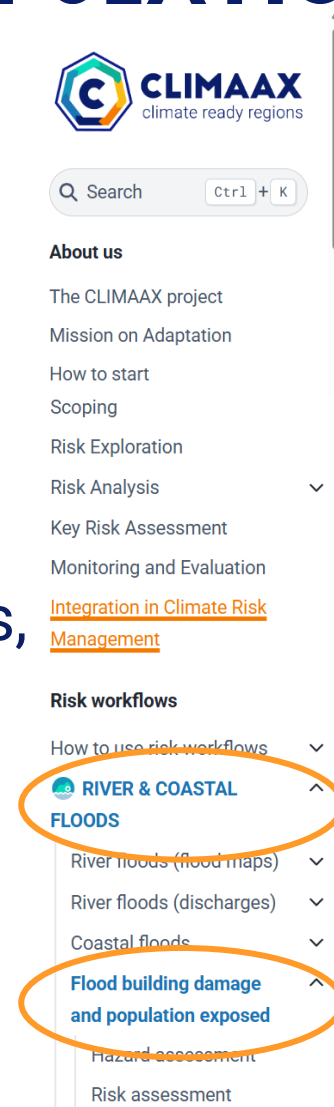 CLIMAAX
climate ready regions
Search Ctrl + K
About us
The CLIMAAX project
Mission on Adaptation
How to start
Scoping
Risk Exploration
Risk Analysis
Key Risk Assessment
Monitoring and Evaluation
Integration in Climate Risk
s,
Management
Risk workflows
How to use risk workflows
RIVER & COASTAL
FLOODS
River floods (flood maps)
River floods (discharges)
Coastal floods
Flood building damage
and population exposed
Hazard assessment
Risk assessment